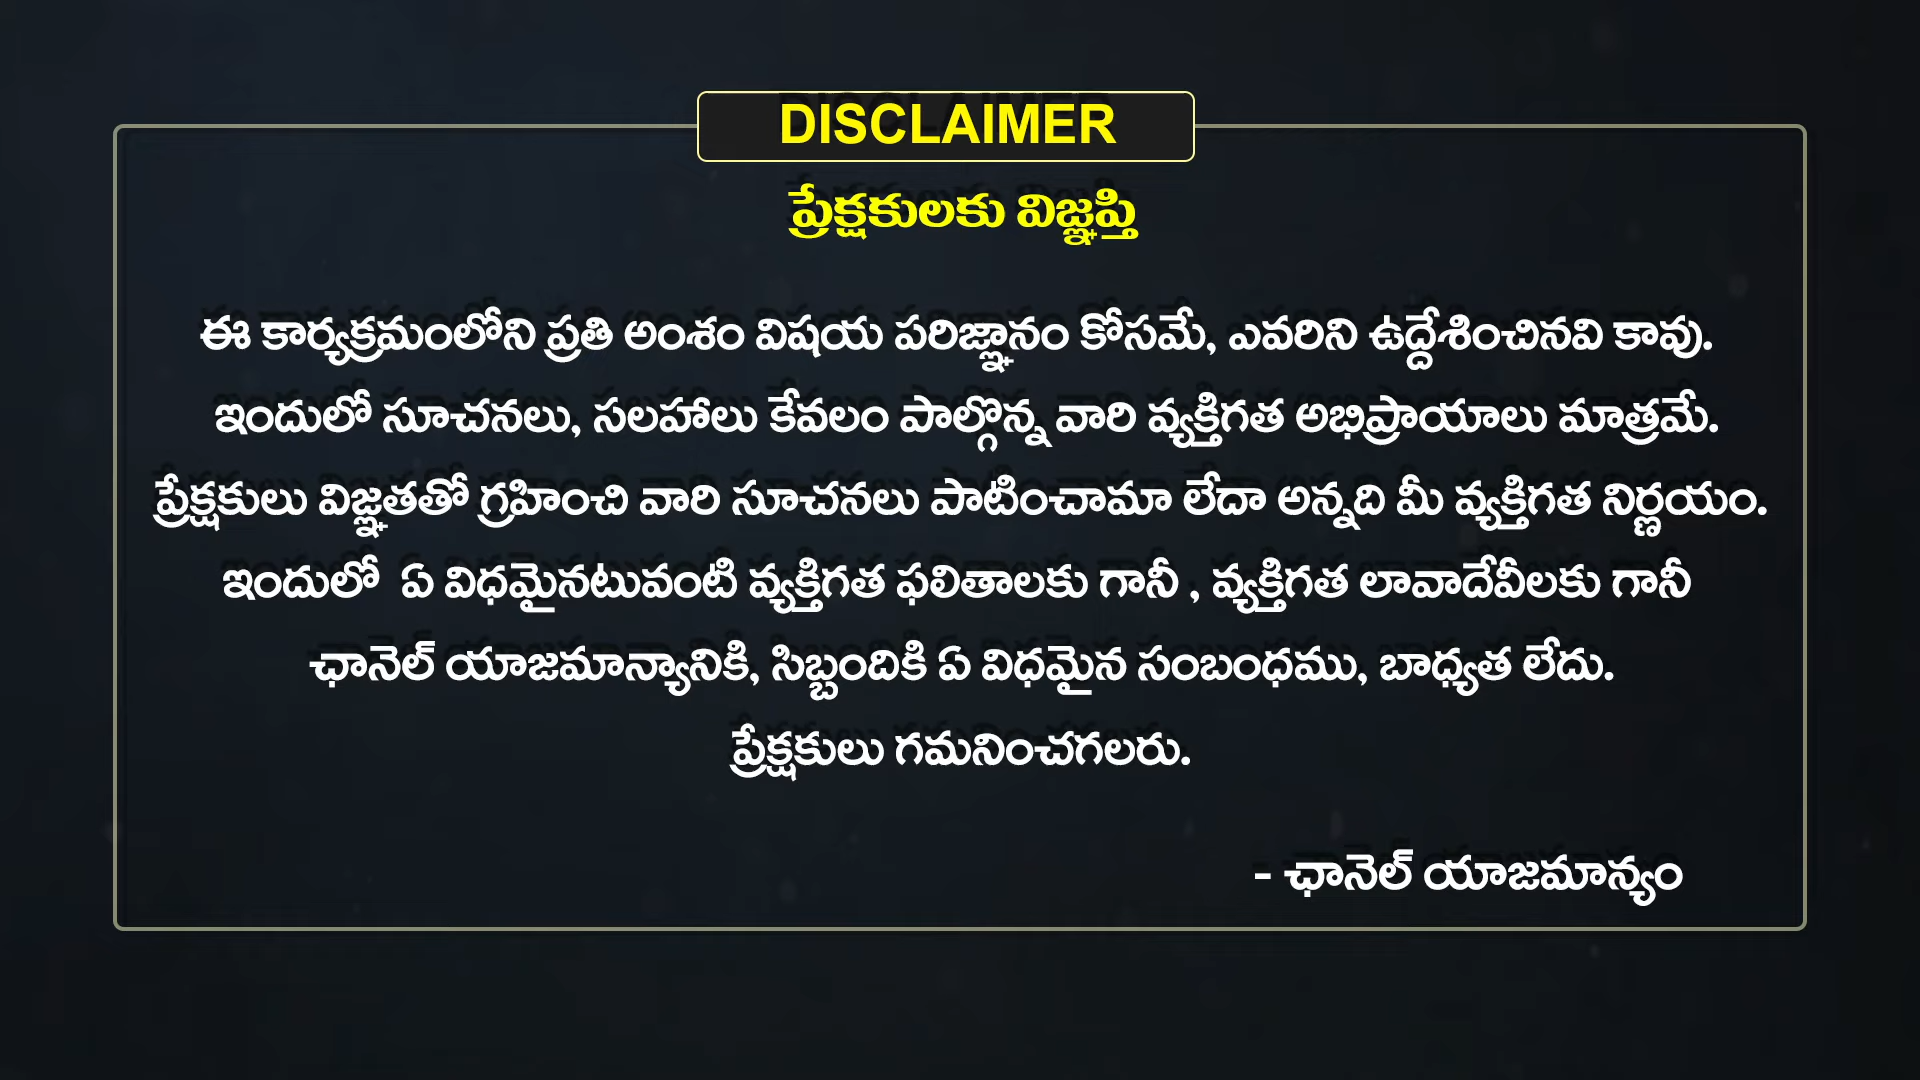 DISCLAIMER
ప్రేక్షకులకు విజ్ఞప్తి
ఈ కార్యక్రమంలోని ప్రతి అంశం విషయ పరిజ్ఞానం కోసమే, ఎవరిని ఉద్దేశించినవి కావు.
ఇందులో సూచనలు, సలహాలు కేవలం పాల్గొన్న వారి వ్యక్తిగత అభిప్రాయాలు మాత్రమే.
ప్రేక్షకులు విజ్ఞతతో గ్రహించి వారి సూచనలు పాటించామా లేదా అన్నది మీ వ్యక్తిగత నిర్ణయం.
ఇందులో ఏ విధమైనటువంటి వ్యక్తిగత ఫలితాలకు గానీ , వ్యక్తిగత లావాదేవీలకు గానీ
ఛానెల్ యాజమాన్యానికి, సిబ్బందికి ఏ విధమైన సంబంధము, బాధ్యత లేదు.
ప్రేక్షకులు గమనించగలరు.
- ఛానెల్ యాజమాన్యం